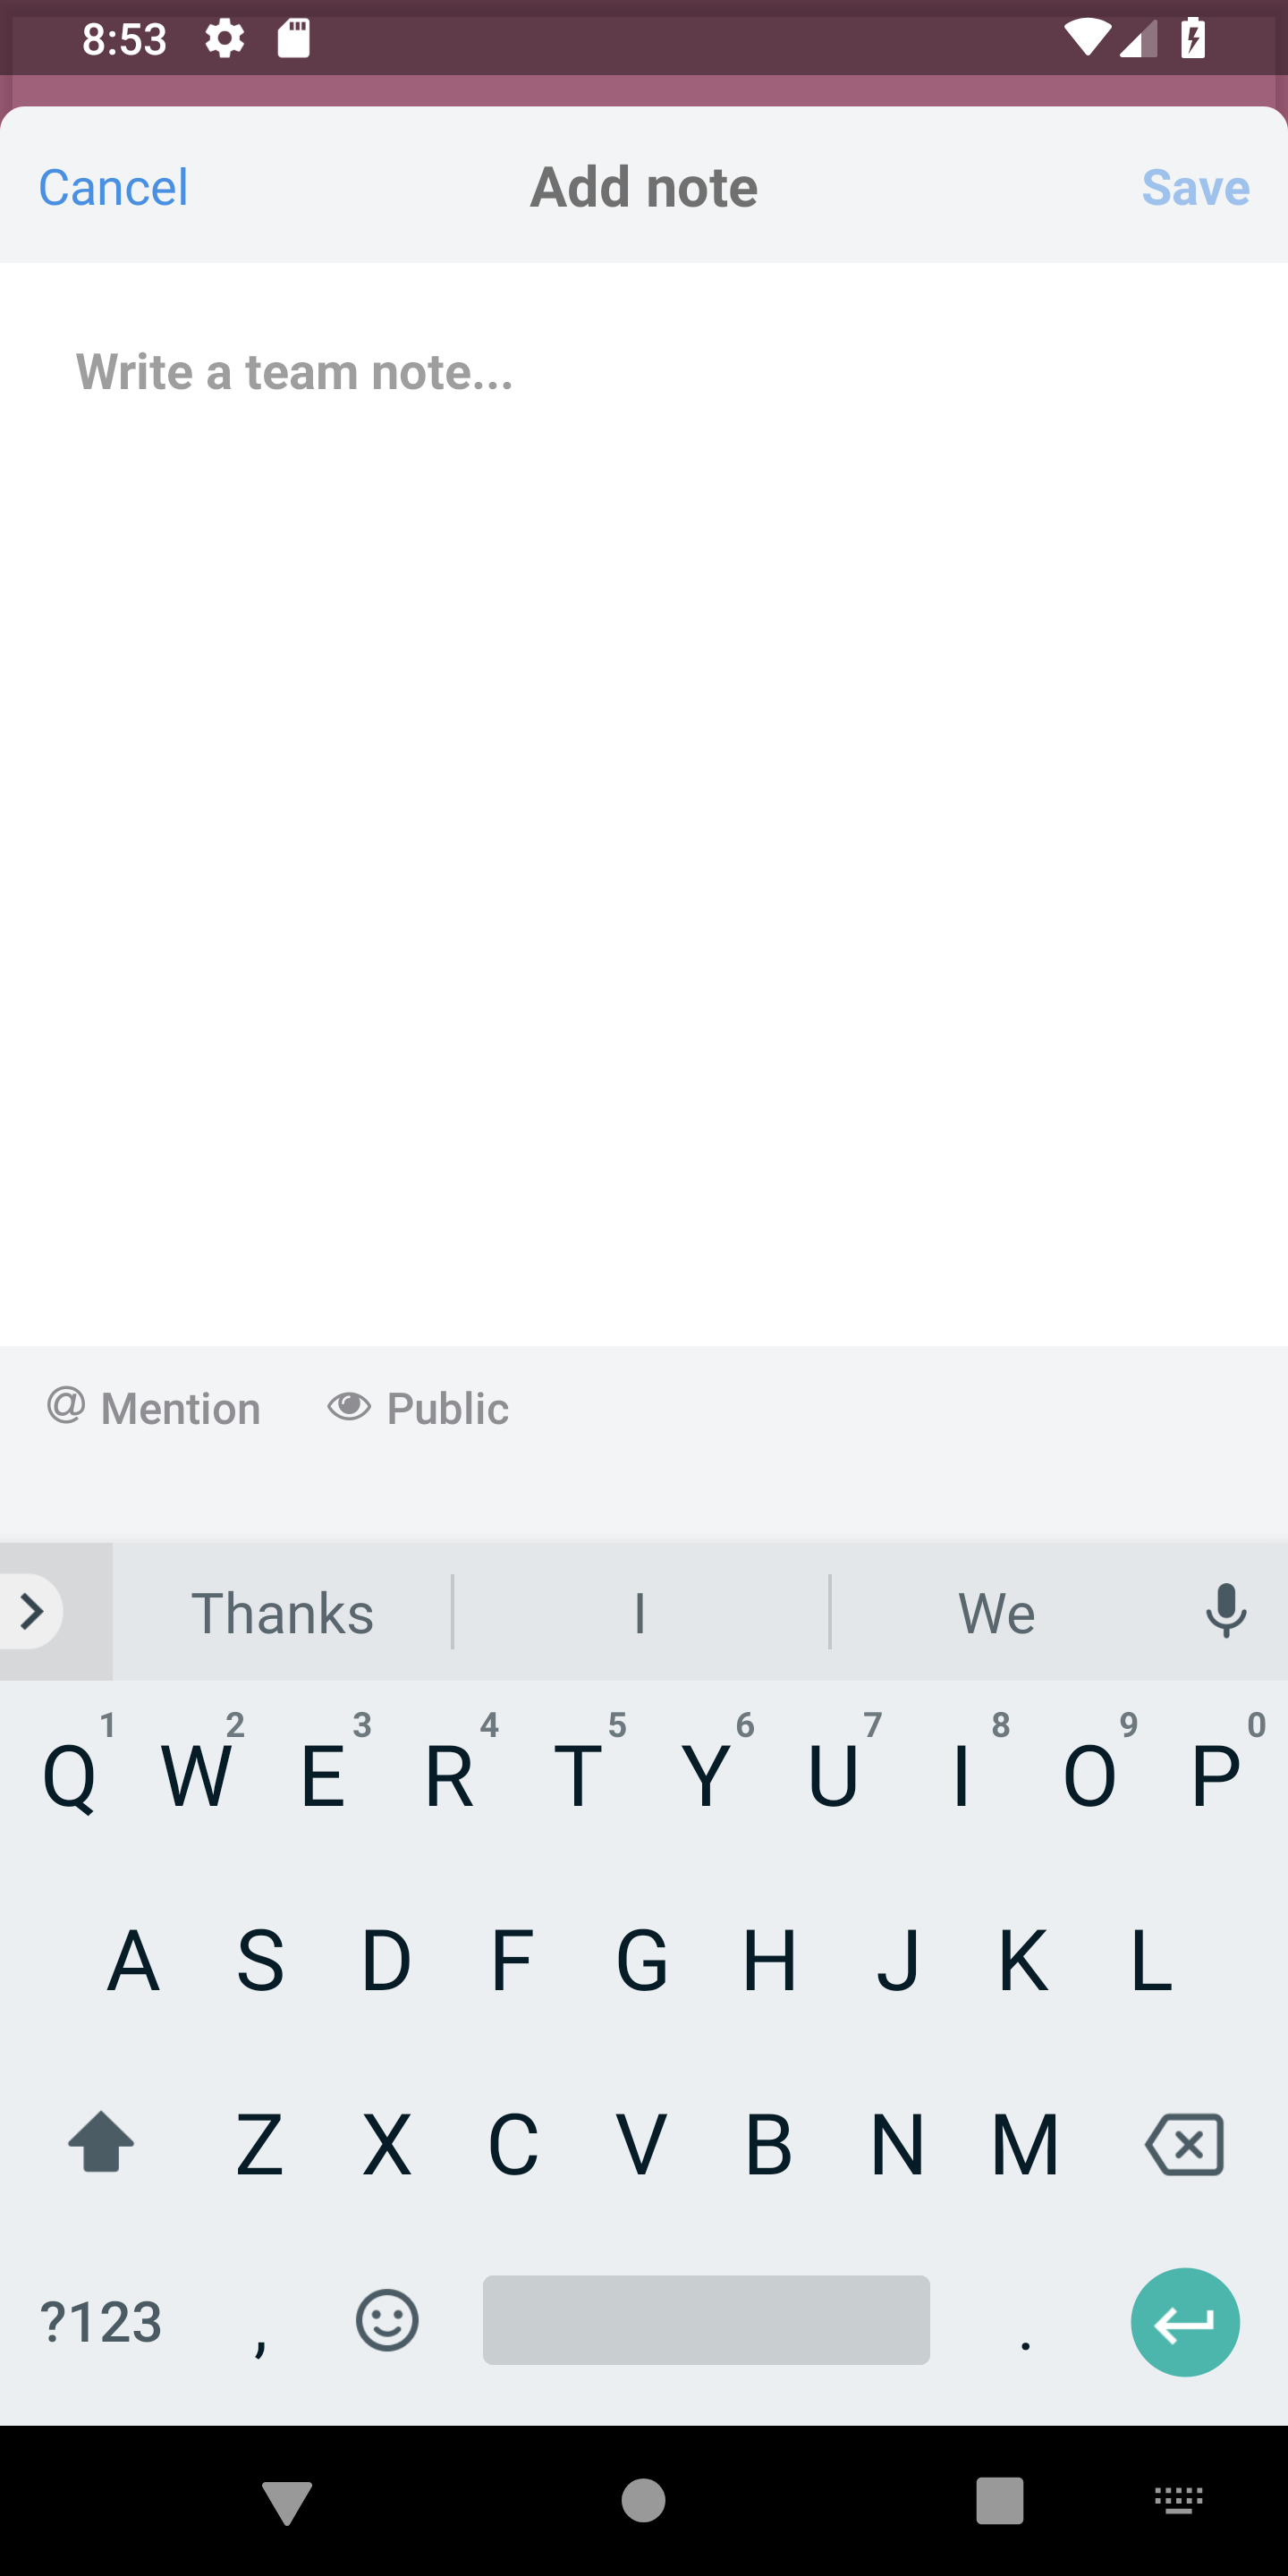 8:53
Cancel Add note Save
Write a team note...
@ Mention Public
Thanks I We
1 2 3 4 5 6 7 8 9 0
Q W E R T Y U I O P
A S D F G H J K L
Z X C V B N M
?123 , .